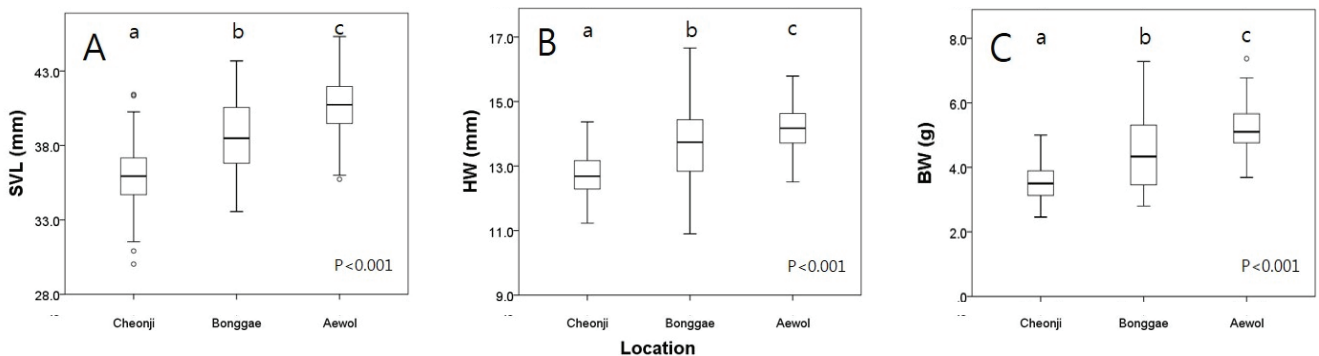 A
a b c
SVL (mm)
43.0
38.0
33.0
28.0
P<0.001
Cheonji Bonggae Aewol
B
a b c
HW (mm)
17.0
15.0
13.0
11.0
9.0
P<0.001
Cheonji Bonggae Aewol
Location
C
a b c
BW (g)
8.0
6.0
4.0
2.0
.0
P<0.001
Cheonji Bonggae Aewol